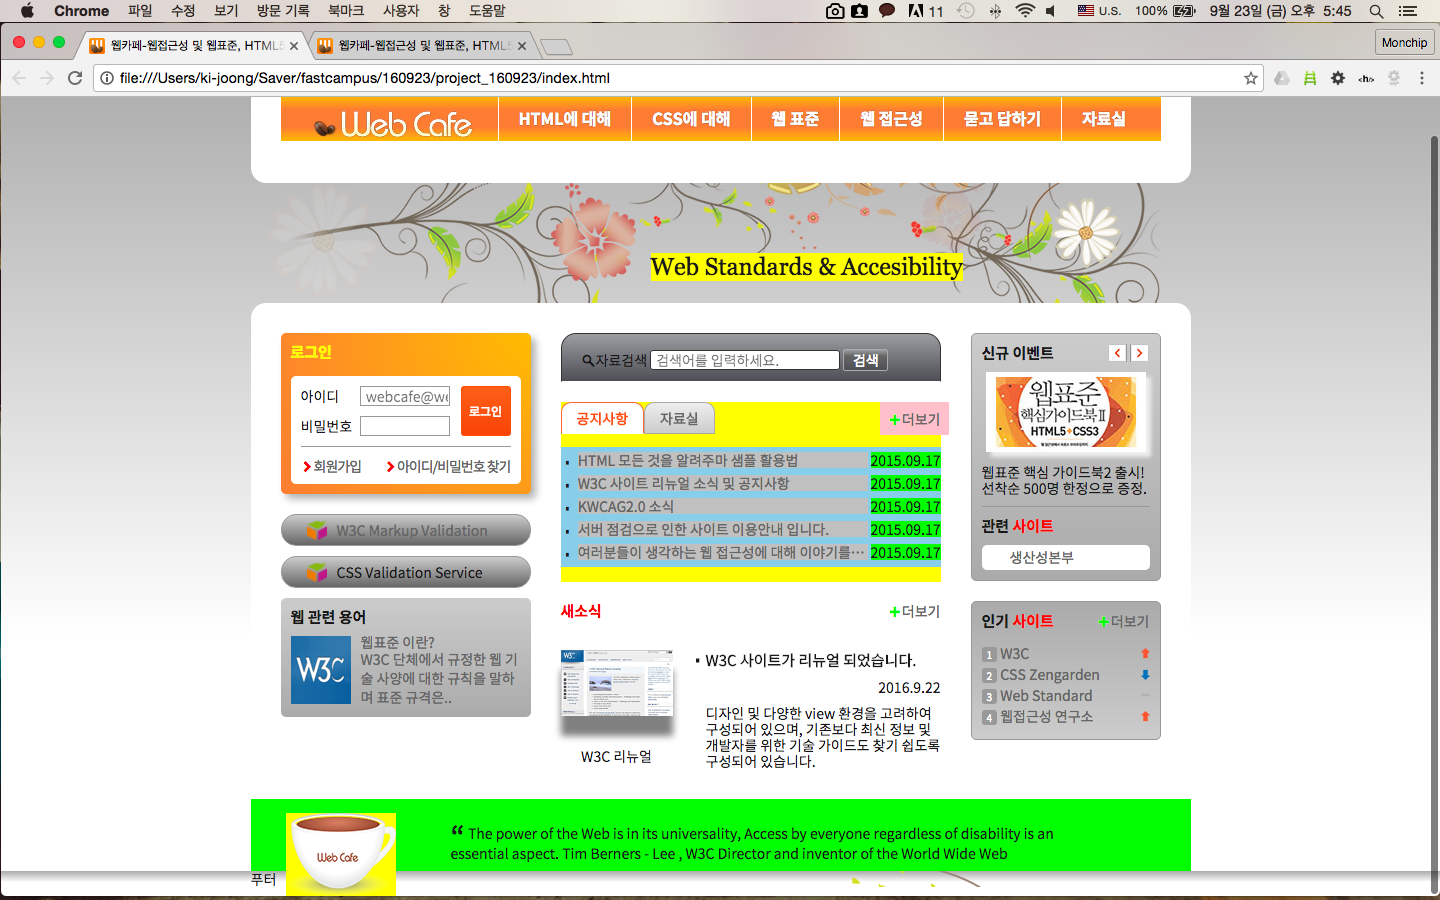 Chrome 파일 수정 보기 방문 기록 북마크 사용자 창 도움말 11 U.S. 100% 9월 23일 (금) 오후 5:45
웹카페-웹접근성 및 웹표준, HTML5 웹카페-웹접근성 및 웹표준, HTML5 Monchip
file:///Users/ki-joong/Saver/fastcampus/160923/project_160923/index.html
Web Cafe HTML에 대해 CSS에 대해 웹 표준 웹 접근성 묻고 답하기 자료실
Web Standards & Accesibility
로그인
아이디 webcafe@we
비밀번호
로그인
회원가입 아이디/비밀번호 찾기
W3C Markup Validation
CSS Validation Service
웹 관련 용어
W3C
웹표준 이란?
W3C 단체에서 규정한 웹 기
술 사양에 대한 규칙을 말하
며 표준 규격은..
자료검색 검색어를 입력하세요. 검색
공지사항 자료실 +더보기
HTML 모든 것을 알려주마 샘플 활용법 2015.09.17
W3C 사이트 리뉴얼 소식 및 공지사항 2015.09.17
KWCAG2.0 소식 2015.09.17
서버 점검으로 인한 사이트 이용안내 입니다. 2015.09.17
여러분들이 생각하는 웹 접근성에 대해 이야기를… 2015.09.17
새소식 +더보기
W3C 리뉴얼
W3C 사이트가 리뉴얼 되었습니다.
2016.9.22
디자인 및 다양한 view 환경을 고려하여
구성되어 있으며, 기존보다 최신 정보 및
개발자를 위한 기술 가이드도 찾기 쉽도록
구성되어 있습니다.
신규 이벤트
웹표준
핵심가이드북Ⅱ
HTML5+CSS3
웹표준 핵심 가이드북2 출시!
선착순 500명 한정으로 증정.
관련 사이트
생산성본부
인기 사이트 +더보기
1 W3C
2 CSS Zengarden
3 Web Standard
4 웹접근성 연구소
Web Cafe
“ The power of the Web is in its universality, Access by everyone regardless of disability is an
essential aspect. Tim Berners - Lee , W3C Director and inventor of the World Wide Web
푸터